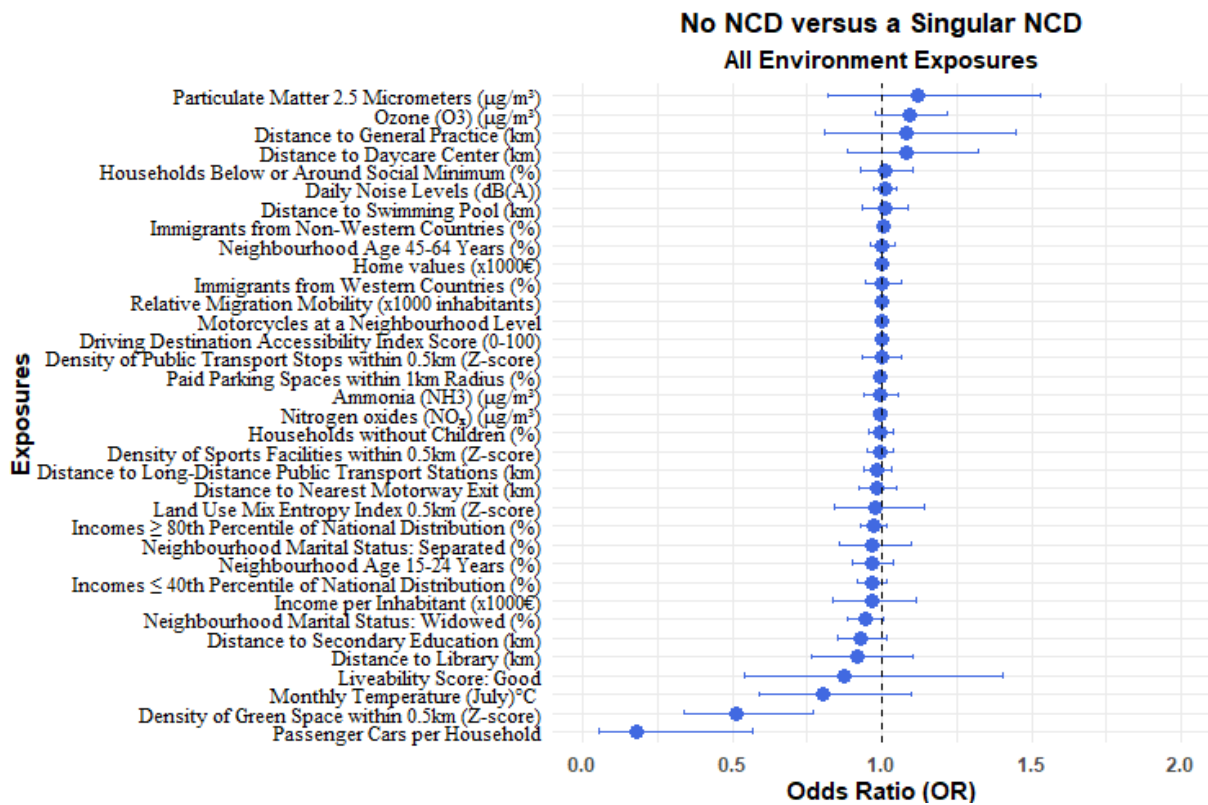 No NCD versus a Singular NCD
All Environment Exposures
Particulate Matter 2.5 Micrometers (µg/m³)
Ozone (O3) (µg/m³)
Distance to General Practice (km)
Distance to Daycare Center (km)
Households Below or Around Social Minimum (%)
Daily Noise Levels (dB(A))
Distance to Swimming Pool (km)
Immigrants from Non-Western Countries (%)
Neighbourhood Age 45-64 Years (%)
Home values (x1000€)
Immigrants from Western Countries (%)
Relative Migration Mobility (x1000 inhabitants)
Motorcycles at a Neighbourhood Level
Driving Destination Accessibility Index Score (0-100)
Density of Public Transport Stops within 0.5km (Z-score)
Paid Parking Spaces within 1km Radius (%)
Ammonia (NH3) (µg/m³)
Nitrogen oxides (NOₓ) (µg/m³)
Households without Children (%)
Density of Sports Facilities within 0.5km (Z-score)
Distance to Long-Distance Public Transport Stations (km)
Distance to Nearest Motorway Exit (km)
Land Use Mix Entropy Index 0.5km (Z-score)
Incomes ≥ 80th Percentile of National Distribution (%)
Neighbourhood Marital Status: Separated (%)
Neighbourhood Age 15-24 Years (%)
Incomes ≤ 40th Percentile of National Distribution (%)
Income per Inhabitant (x1000€)
Neighbourhood Marital Status: Widowed (%)
Distance to Secondary Education (km)
Distance to Library (km)
Liveability Score: Good
Monthly Temperature (July)°C
Density of Green Space within 0.5km (Z-score)
Passenger Cars per Household
Exposures
0.0 0.5 1.0 1.5 2.0
Odds Ratio (OR)